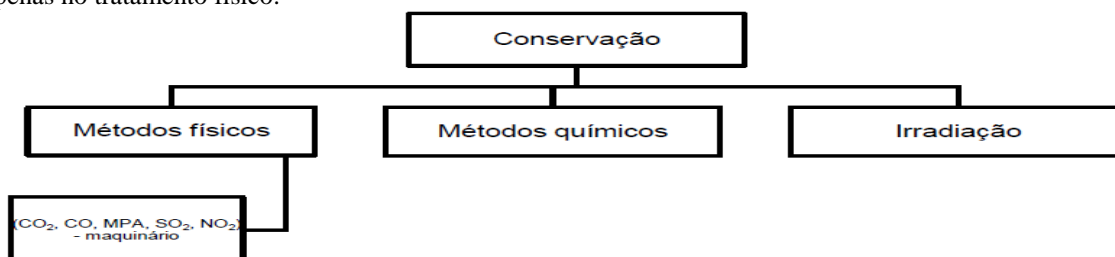 no tratamento físico.
Conservação
Métodos físicos
Métodos químicos
Irradiação
(CO₂, CO, MPA, SO₂, NO₂)
- maquinário